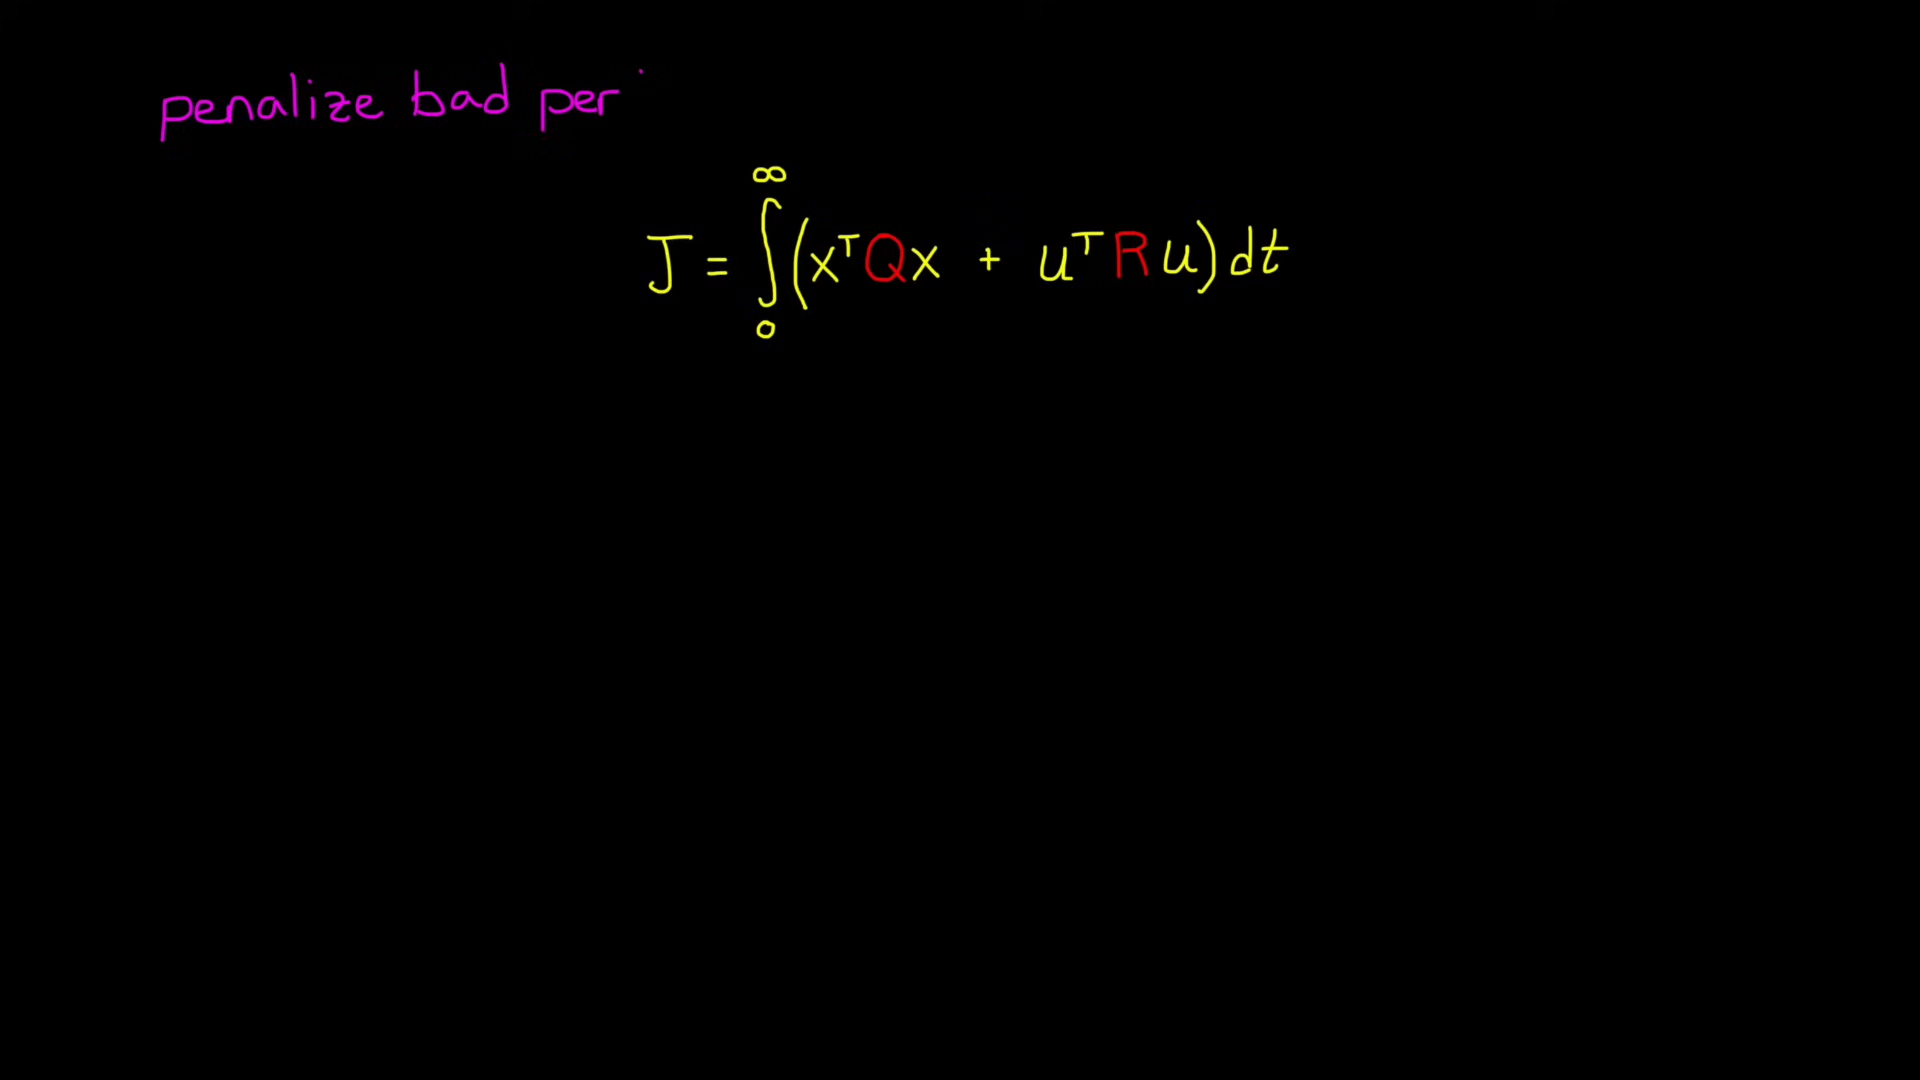 penalize bad per
∞
J = ∫ (xᵀQx + uᵀRu) dt
0